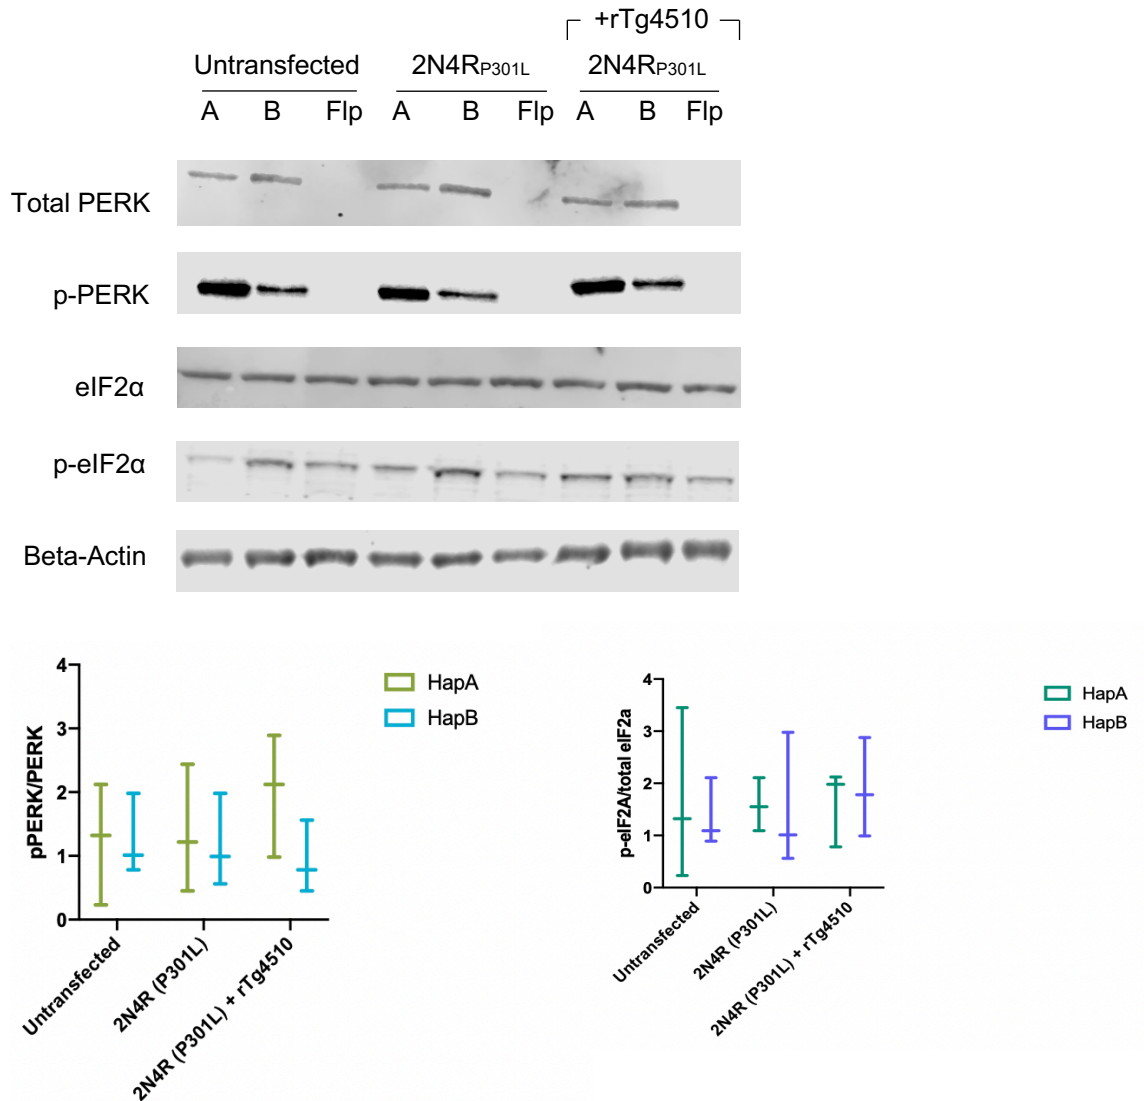 +rTg4510
Untransfected 2N4RP301L 2N4RP301L
A B Flp A B Flp A B Flp
Total PERK
p-PERK
eIF2α
p-eIF2α
Beta-Actin
pPERK/PERK
4
3
2
1
0
HapA
HapB
Untransfected
2N4R (P301L)
2N4R (P301L) + rTg4510
p-eIF2A/total eIF2a
4
3
2
1
0
HapA
HapB
Untransfected
2N4R (P301L)
2N4R (P301L) + rTg4510